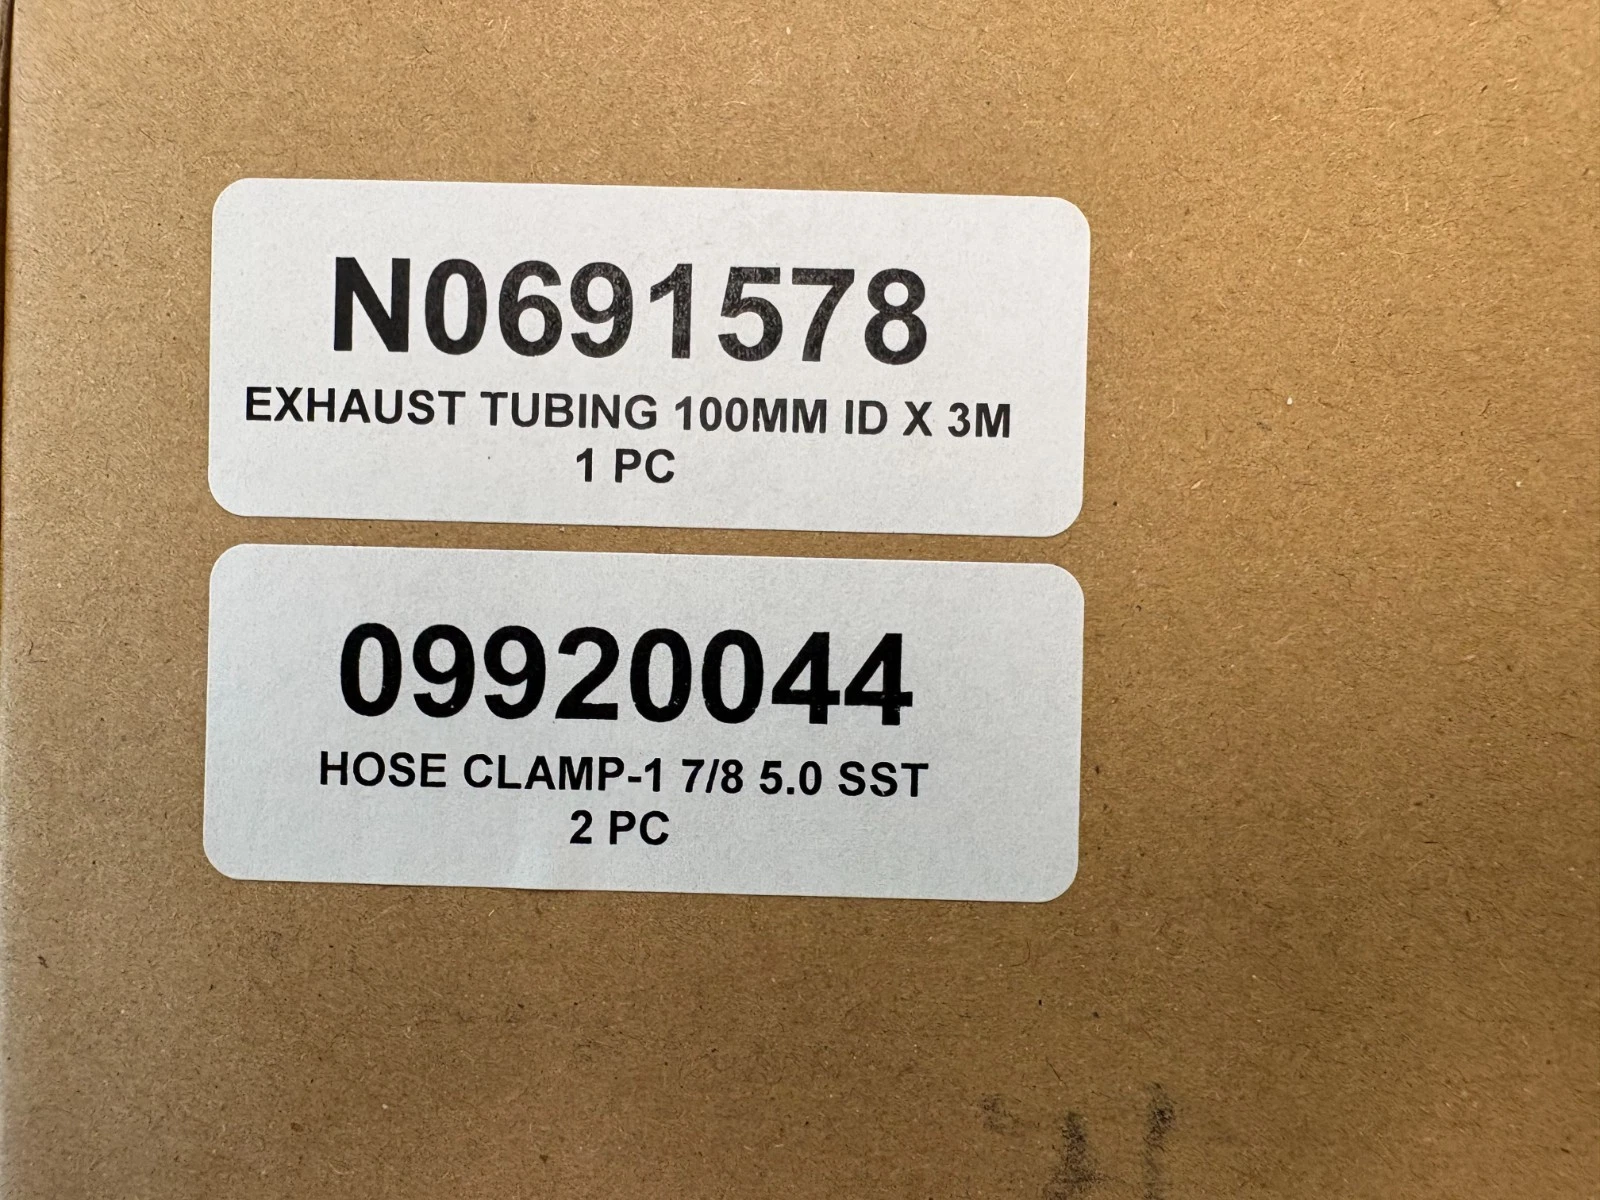 N0691578
EXHAUST TUBING 100MM ID X 3M
1 PC
09920044
HOSE CLAMP-1 7/8 5.0 SST
2 PC